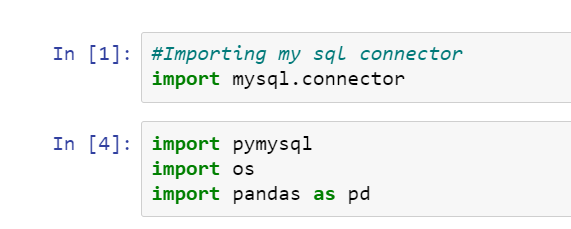 In [1]: #Importing my sql connector
import mysql.connector
In [4]: import pymysql
import os
import pandas as pd